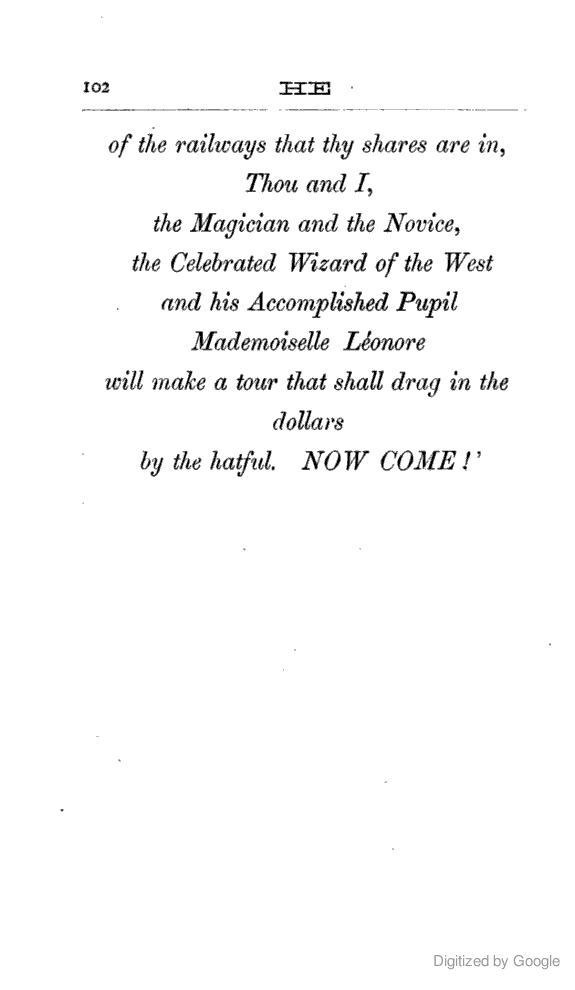 102 HE
of the railways that thy shares are in,
Thou and I,
the Magician and the Novice,
the Celebrated Wizard of the West
and his Accomplished Pupil
Mademoiselle Léonore
will make a tour that shall drag in the
dollars
by the hatful. NOW COME!’
Digitized by Google